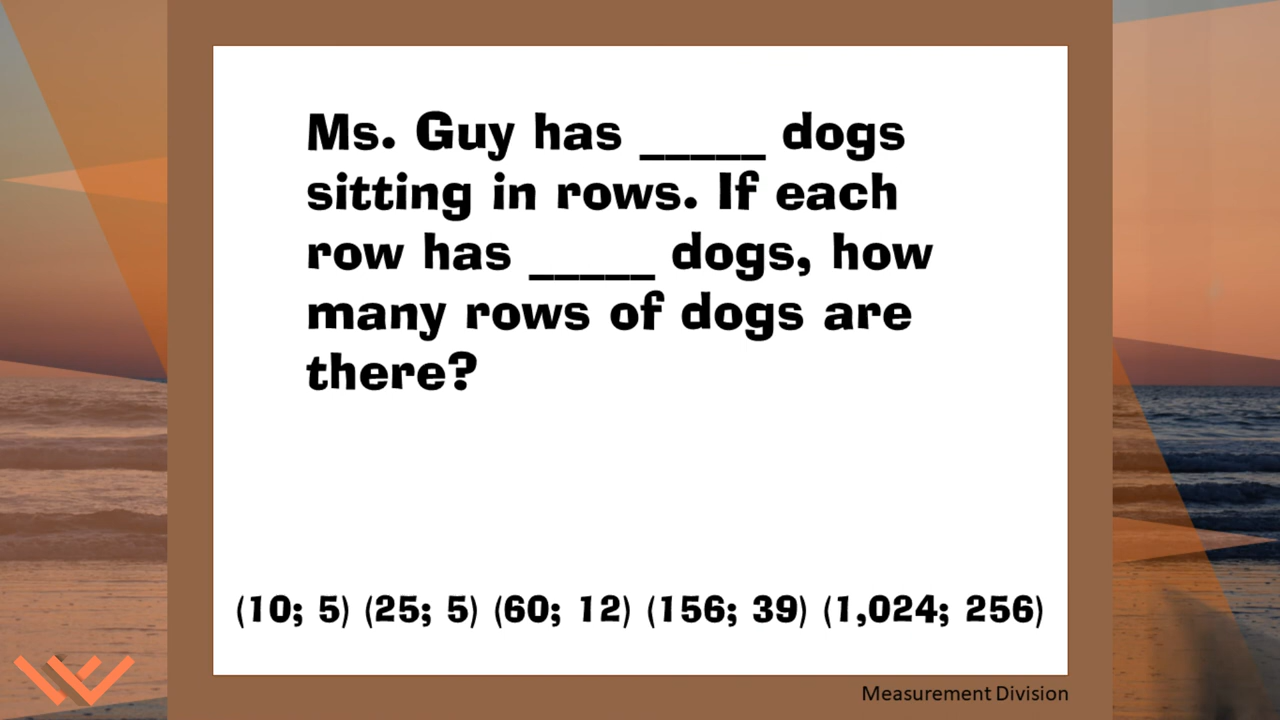 Ms. Guy has _____ dogs
sitting in rows. If each
row has _____ dogs, how
many rows of dogs are
there?
(10; 5) (25; 5) (60; 12) (156; 39) (1,024; 256)
Measurement Division